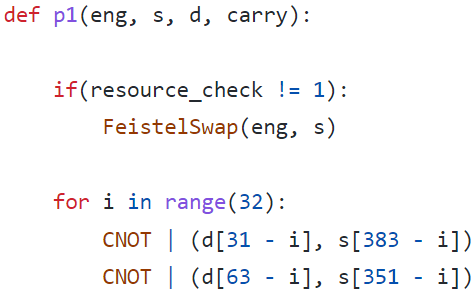 def p1(eng, s, d, carry):
    if(resource_check != 1):
        FeistelSwap(eng, s)
    for i in range(32):
        CNOT | (d[31 - i], s[383 - i])
        CNOT | (d[63 - i], s[351 - i])